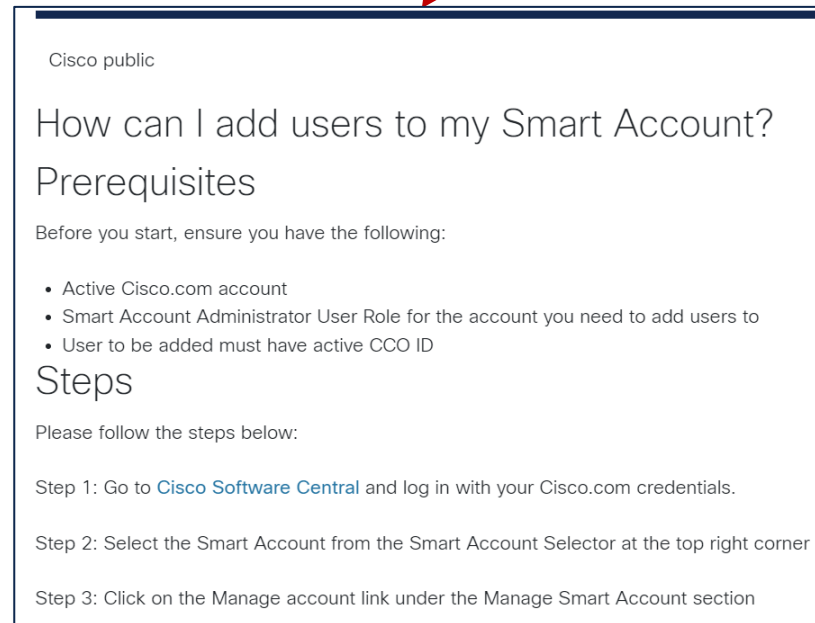 Cisco public
How can I add users to my Smart Account?
Prerequisites
Before you start, ensure you have the following:
• Active Cisco.com account
• Smart Account Administrator User Role for the account you need to add users to
• User to be added must have active CCO ID
Steps
Please follow the steps below:
Step 1: Go to Cisco Software Central and log in with your Cisco.com credentials.
Step 2: Select the Smart Account from the Smart Account Selector at the top right corner
Step 3: Click on the Manage account link under the Manage Smart Account section